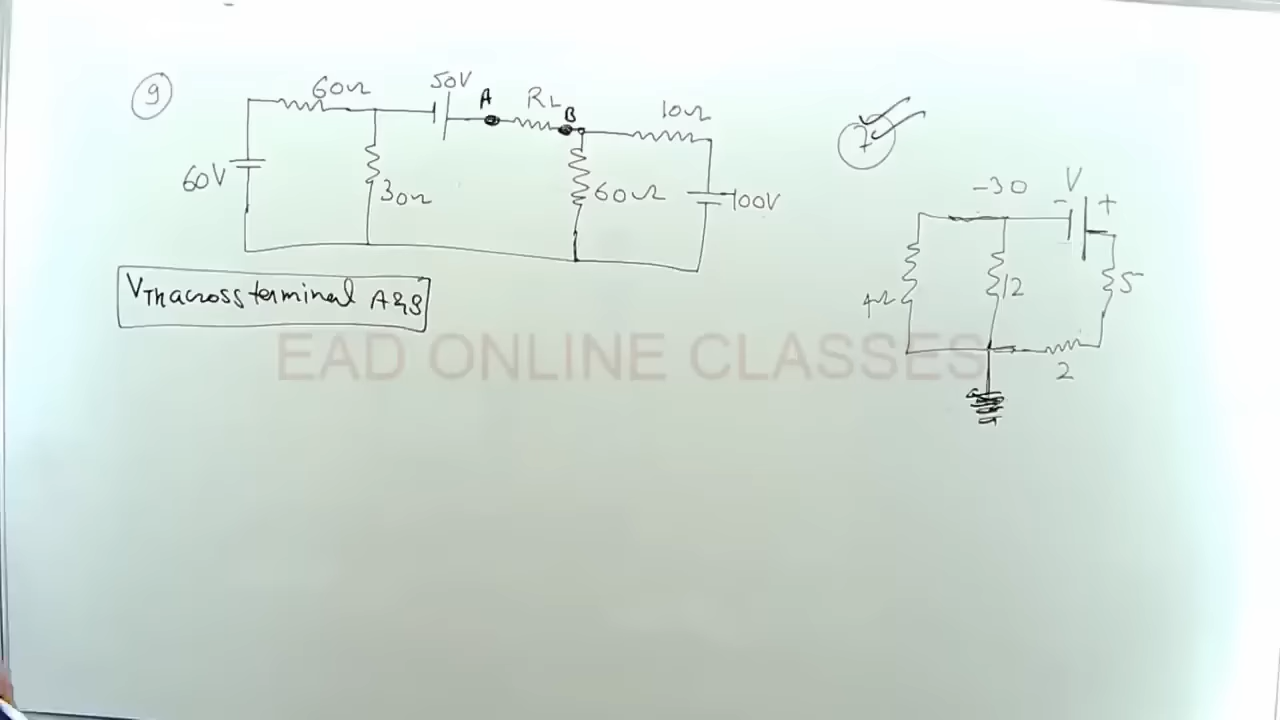 9
60Ω
50V
A
RL
B
10Ω
60V
30Ω
60Ω
100V
VTH across terminal A&B
7
-30
V
- +
4Ω
12
5
2
EAD ONLINE CLASSES